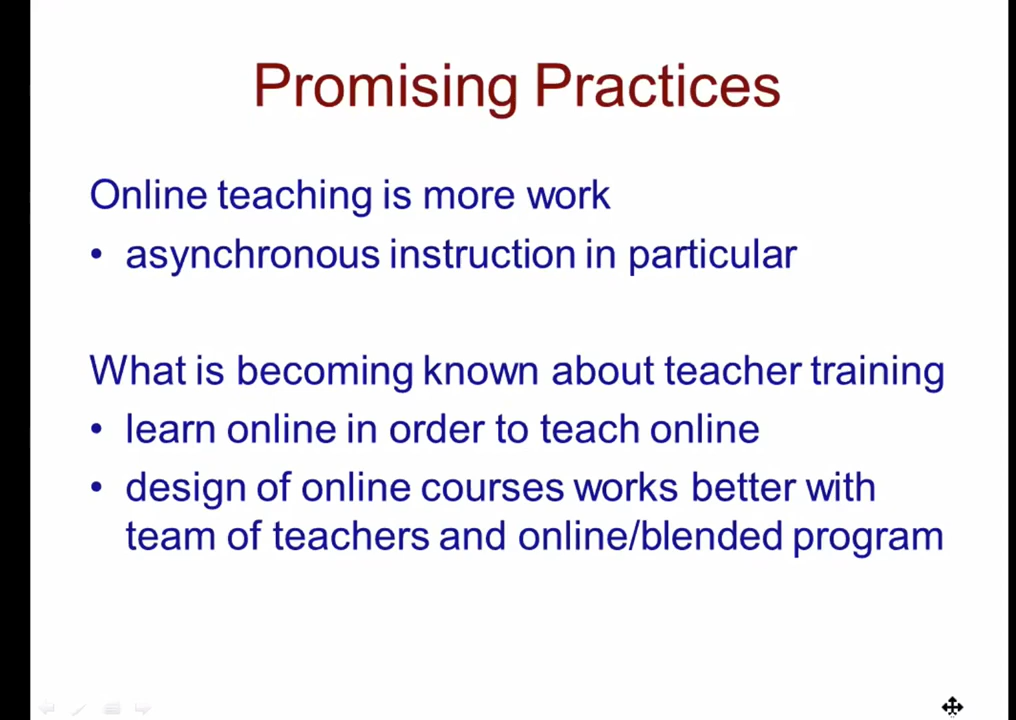 Promising Practices
Online teaching is more work
• asynchronous instruction in particular
What is becoming known about teacher training
• learn online in order to teach online
• design of online courses works better with
team of teachers and online/blended program